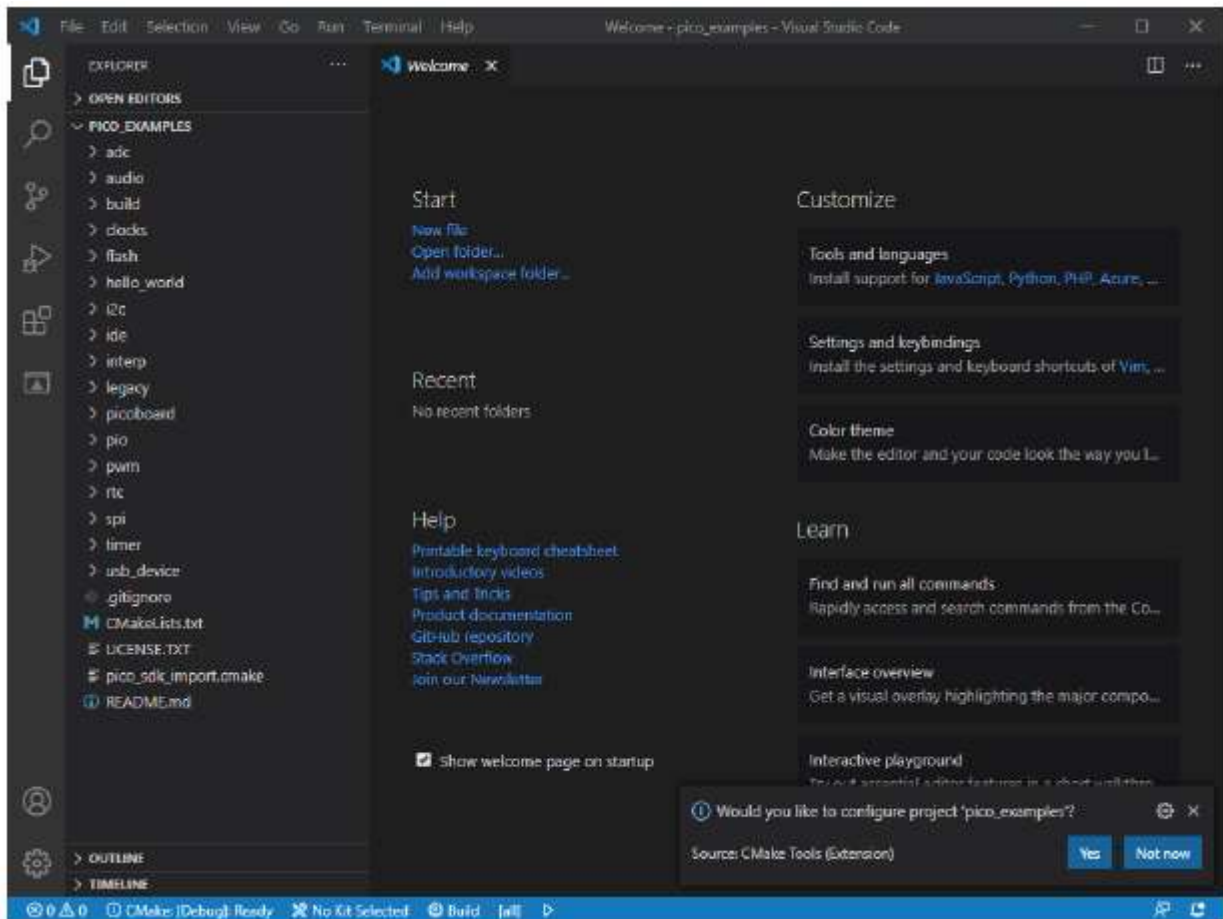 File Edit Selection View Go Run Terminal Help Welcome - pico_examples - Visual Studio Code
EXPLORER
Welcome
OPEN EDITORS
PICO_EXAMPLES
adc
audio
build
clocks
flash
hello_world
i2c
ide
interp
legacy
picoboard
pio
pwm
rtc
spi
timer
usb_device
.gitignore
CMakeLists.txt
LICENSE.TXT
pico_sdk_import.cmake
README.md
OUTLINE
TIMELINE
Start
New file
Open folder...
Add workspace folder...
Recent
No recent folders
Help
Printable keyboard cheatsheet
Introductory videos
Tips and Tricks
Product documentation
GitHub repository
Stack Overflow
Join our Newsletter
Show welcome page on startup
Customize
Tools and languages
Install support for JavaScript, Python, PHP, Azure, ...
Settings and keybindings
Install the settings and keyboard shortcuts of Vim, ...
Color theme
Make the editor and your code look the way you l...
Learn
Find and run all commands
Rapidly access and search commands from the Co...
Interface overview
Get a visual overlay highlighting the major compo...
Interactive playground
Would you like to configure project 'pico_examples'?
Source: CMake Tools (Extension)
Yes
Not now
0 0 CMake: [Debug]: Ready No Kit Selected Build [all]